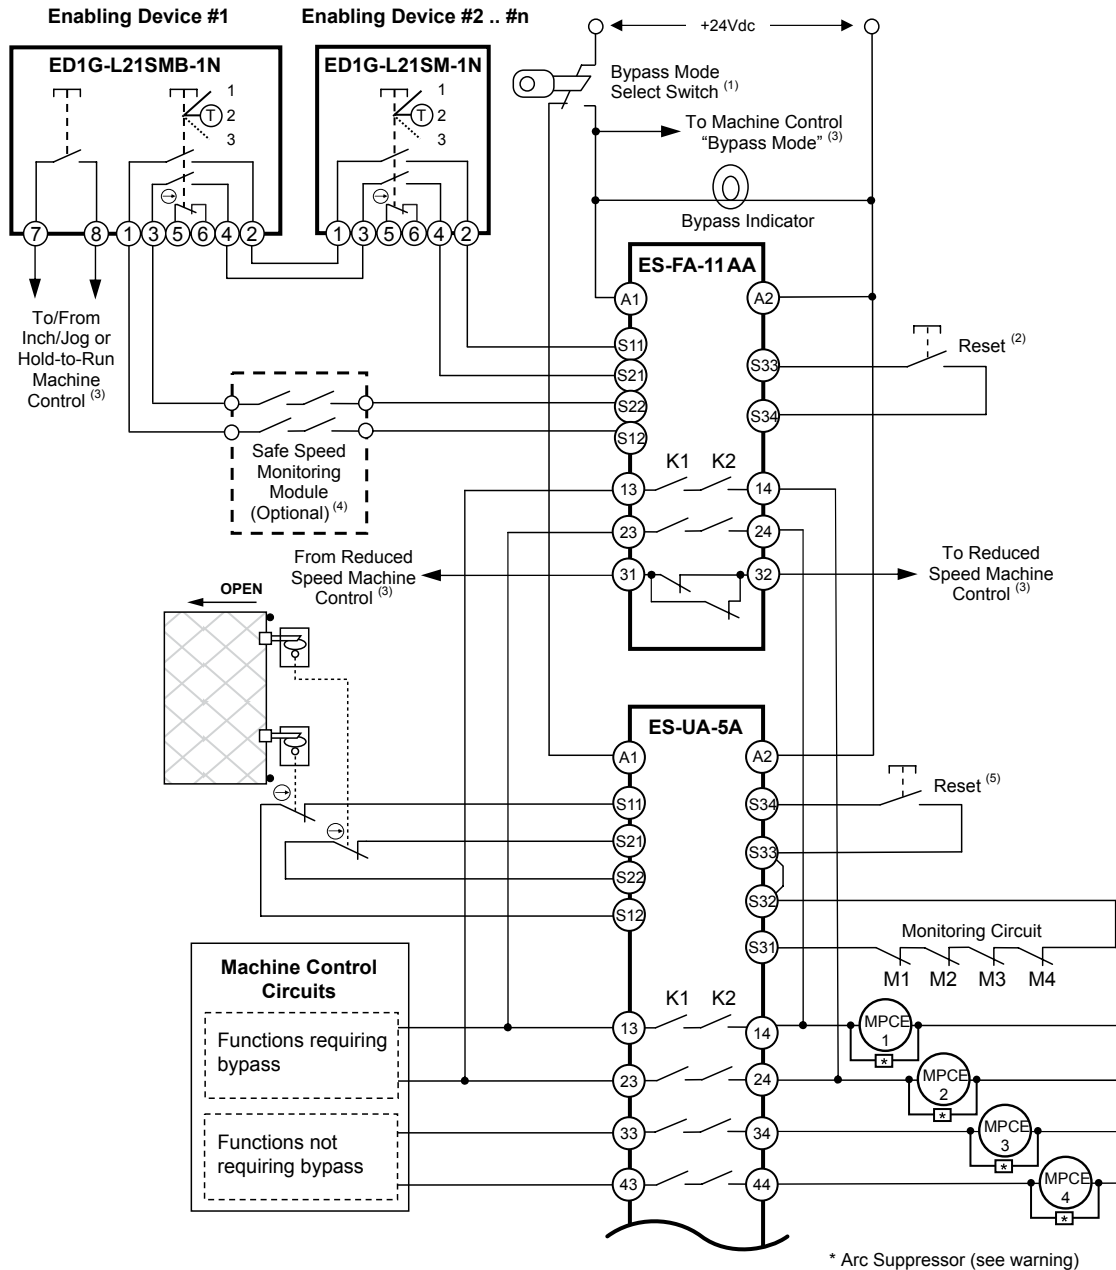 Enabling Device #1
Enabling Device #2 .. #n
+24Vdc
ED1G-L21SMB-1N
1
T 2
3
7 8 1 3 5 6 4 2
ED1G-L21SM-1N
1
T 2
3
1 3 5 6 4 2
Bypass Mode
Select Switch (1)
To Machine Control
“Bypass Mode” (3)
Bypass Indicator
To/From
Inch/Jog or
Hold-to-Run
Machine
Control (3)
Safe Speed
Monitoring
Module
(Optional) (4)
ES-FA-11AA
A1 A2
S11
S21 S33
S22 S34
S12
K1 K2
13 14
23 24
31 32
Reset (2)
From Reduced
Speed Machine
Control (3)
To Reduced
Speed Machine
Control (3)
OPEN
ES-UA-5A
A1 A2
S11 S34
S21 S33
S22 S32
S12 S31
K1 K2
13 14
23 24
33 34
43 44
Reset (5)
Monitoring Circuit
M1 M2 M3 M4
Machine Control
Circuits
Functions requiring
bypass
Functions not
requiring bypass
MPCE
1
*
MPCE
2
*
MPCE
3
*
MPCE
4
*
* Arc Suppressor (see warning)